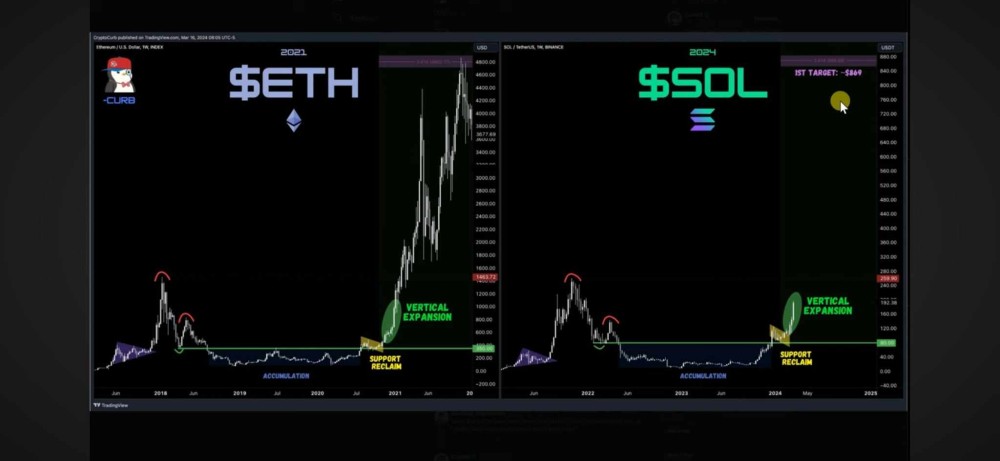 CryptoCurb published on TradingView.com, Mar 16, 2024 09:05 UTC-5
Ethereum / U.S. Dollar, 1W, INDEX
USD
2021
$ETH
-CURB
4800.00
4400.00
4200.00
4000.00
3677.69
3600.00
3400.00
3200.00
3000.00
2800.00
2600.00
2400.00
2200.00
2000.00
1800.00
1600.00
1463.72
1200.00
1000.00
800.00
600.00
200.00
0.00
-200.00
VERTICAL
EXPANSION
SUPPORT
RECLAIM
ACCUMULATION
Jun
2018
Jun
2019
2020
Jun
2021
Jun
20
SOL / TetherUS, 1W, BINANCE
USDT
2024
$SOL
1ST TARGET: ~$869
880.00
840.00
800.00
760.00
720.00
680.00
640.00
600.00
560.00
520.00
480.00
440.00
400.00
360.00
320.00
280.00
259.90
192.36
160.00
120.00
80.00
40.00
0.00
-40.00
VERTICAL
EXPANSION
SUPPORT
RECLAIM
ACCUMULATION
Jun
2022
Jun
2023
Jun
2024
May
2025
TradingView